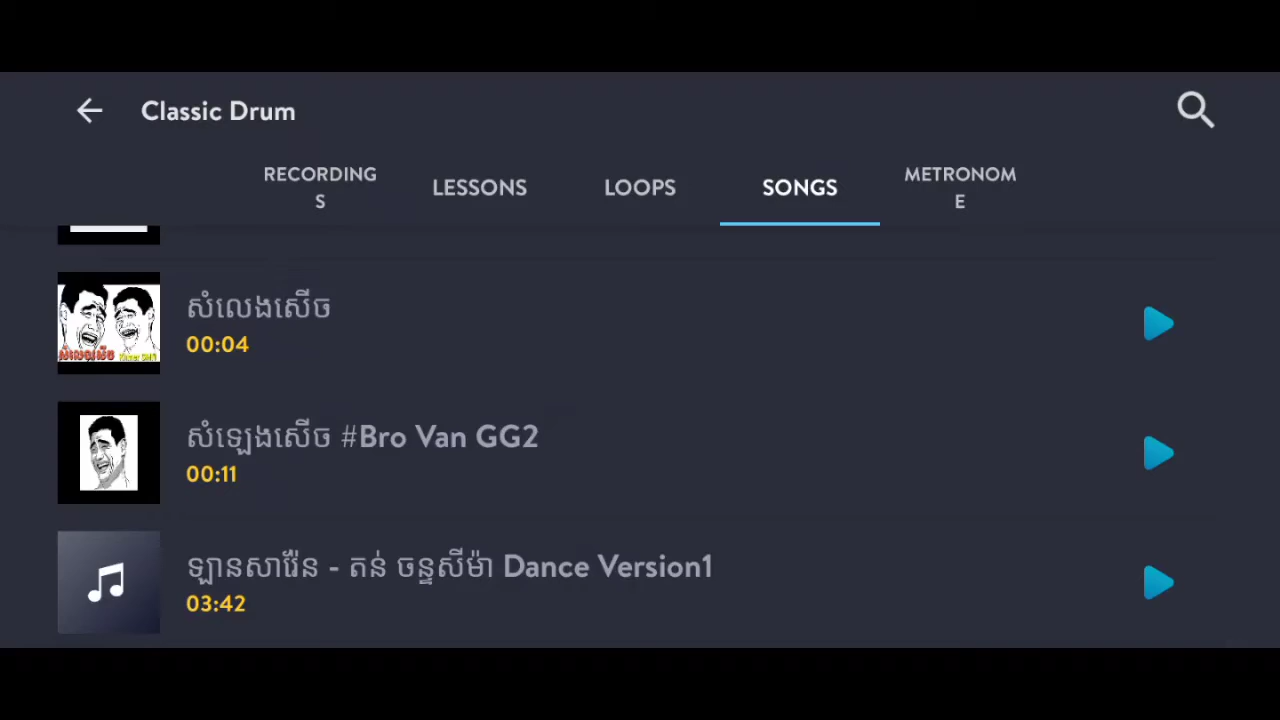 Classic Drum
RECORDING
S
LESSONS
LOOPS
SONGS
METRONOM
E
សំលេងសើច
00:04
សំឡេងសើច #Bro Van GG2
00:11
ឡានសាវ៉ែន - តន់ ចន្ទសីម៉ា Dance Version1
03:42